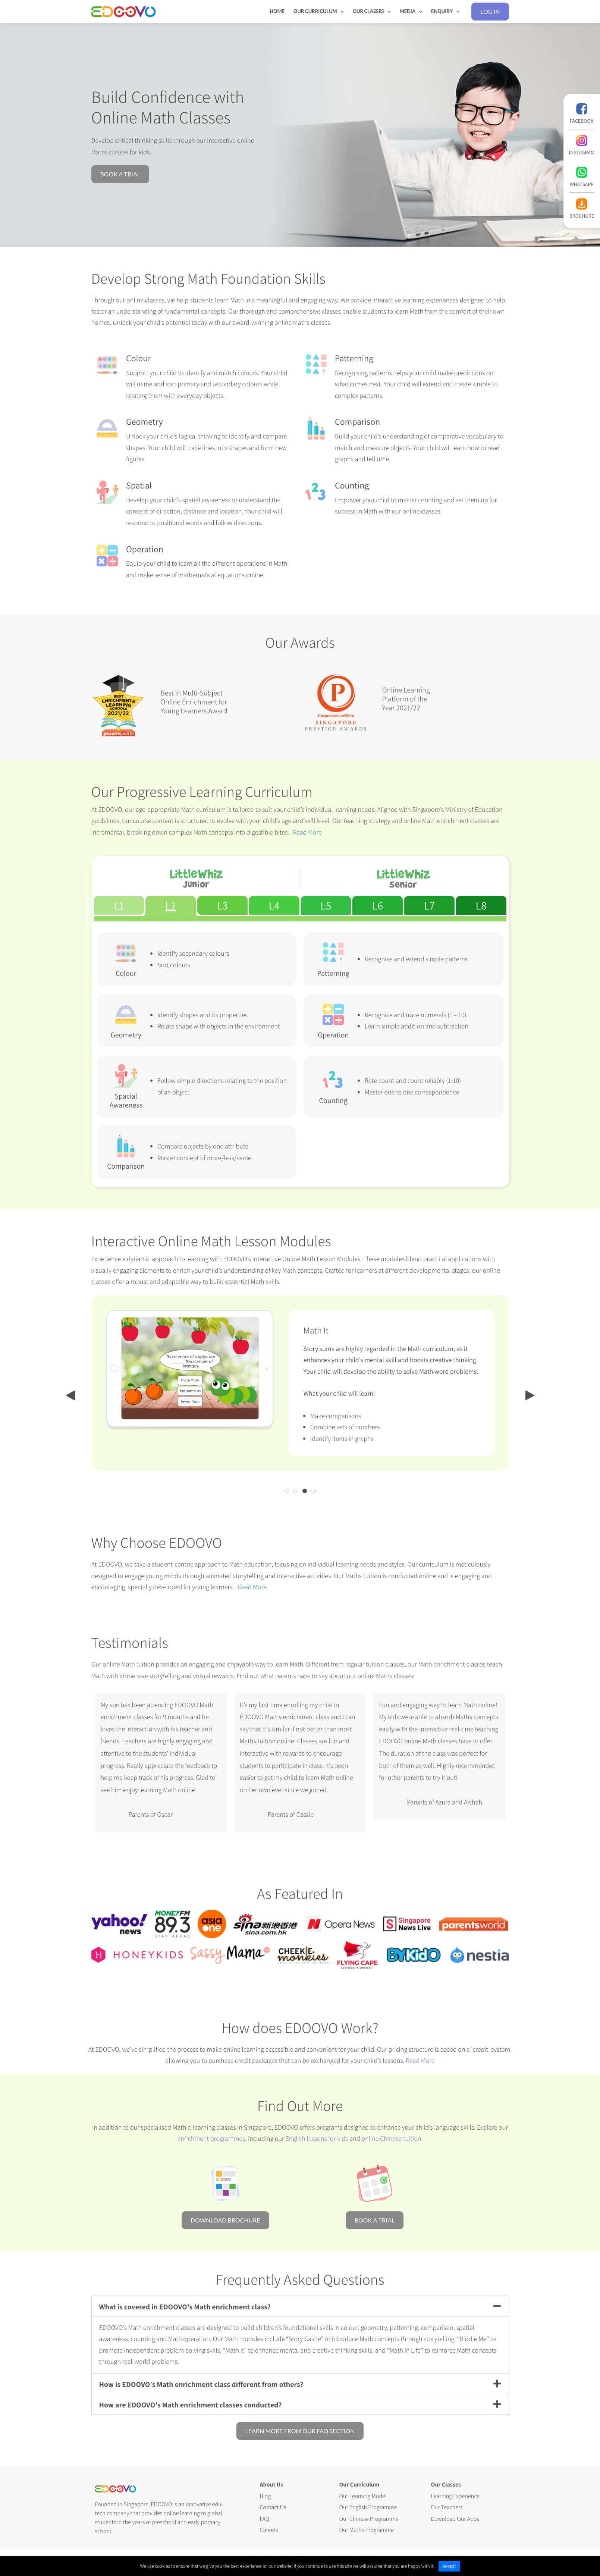 EDOOVO
HOME OUR CURRICULUM OUR CLASSES MEDIA ENQUIRY LOG IN
Build Confidence with
Online Math Classes
Develop critical thinking skills through our interactive online
Maths classes for kids.
BOOK A TRIAL
FACEBOOK
INSTAGRAM
WHATSAPP
BROCHURE
Develop Strong Math Foundation Skills
Through our online classes, we help students learn Math in a meaningful and engaging way. We provide interactive learning experiences designed to help
foster an understanding of fundamental concepts. Our thorough and comprehensive classes enable students to learn Math from the comfort of their own
homes. Unlock your child's potential today with our award-winning online Maths classes.
Colour
Support your child to identify and match colours. Your child
will name and sort primary and secondary colours while
relating them with everyday objects.
Patterning
Recognising patterns helps your child make predictions on
what comes next. Your child will extend and create simple to
complex patterns.
Geometry
Unlock your child's logical thinking to identify and compare
shapes. Your child will trace lines into shapes and form new
figures.
Comparison
Build your child's understanding of comparative vocabulary to
match and measure objects. Your child will learn how to read
graphs and tell time.
Spatial
Develop your child's spatial awareness to understand the
concept of direction, distance and location. Your child will
respond to positional words and follow directions.
Counting
Empower your child to master counting and set them up for
success in Math with our online classes.
Operation
Equip your child to learn all the different operations in Math
and make sense of mathematical equations online.
Our Awards
BEST
ENRICHMENT&
LEARNING
SCHOOLS
2021/22
parentsworld
Best in Multi-Subject
Online Enrichment for
Young Learners Award
CorporateLiveWire
SINGAPORE
PRESTIGE AWARDS
Online Learning
Platform of the
Year 2021/22
Our Progressive Learning Curriculum
At EDOOVO, our age-appropriate Math curriculum is tailored to suit your child's individual learning needs. Aligned with Singapore's Ministry of Education
guidelines, our course content is structured to evolve with your child's age and skill level. Our teaching strategy and online Math enrichment classes are
incremental, breaking down complex Math concepts into digestible bites. Read More
LittleWhiz
Junior
LittleWhiz
Senior
L1 L2 L3 L4 L5 L6 L7 L8
Colour
Identify secondary colours
Sort colours
Patterning
Recognise and extend simple patterns
Geometry
Identify shapes and its properties
Relate shape with objects in the environment
Operation
Recognise and trace numerals (1 – 10)
Learn simple addition and subtraction
Spacial
Awareness
Follow simple directions relating to the position
of an object
Counting
Rote count and count reliably (1-10)
Master one to one correspondence
Comparison
Compare objects by one attribute
Master concept of more/less/same
Interactive Online Math Lesson Modules
Experience a dynamic approach to learning with EDOOVO's Interactive Online Math Lesson Modules. These modules blend practical applications with
visually engaging elements to enrich your child's understanding of key Math concepts. Crafted for learners at different developmental stages, our online
classes offer a robust and adaptable way to build essential Math skills.
The number of apples are
the number of
oranges.
more than
the same as
fewer than
Math It
Story sums are highly regarded in the Math curriculum, as it
enhances your child's mental skill and boosts creative thinking.
Your child will develop the ability to solve Math word problems.
What your child will learn:
Make comparisons
Combine sets of numbers
Identify items in graphs
Why Choose EDOOVO
At EDOOVO, we take a student-centric approach to Math education, focusing on individual learning needs and styles. Our curriculum is meticulously
designed to engage young minds through animated storytelling and interactive activities. Our Maths tuition is conducted online and is engaging and
encouraging, specially developed for young learners. Read More
Testimonials
Our online Math tuition provides an engaging and enjoyable way to learn Math. Different from regular tuition classes, our Math enrichment classes teach
Math with immersive storytelling and virtual rewards. Find out what parents have to say about our online Maths classes!
My son has been attending EDOOVO Math
enrichment classes for 9 months and he
loves the interaction with his teacher and
friends. Teachers are highly engaging and
attentive to the students' individual
progress. Really appreciate the feedback to
help me keep track of his progress. Glad to
see him enjoy learning Math online!
Parents of Oscar
It's my first time enrolling my child in
EDOOVO Maths enrichment class and I can
say that it's similar if not better than most
Maths tuition online. Classes are fun and
interactive with rewards to encourage
students to participate in class. It's been
easier to get my child to learn Math online
on her own ever since we joined.
Parents of Cassie
Fun and engaging way to learn Math online!
My kids were able to absorb Maths concepts
easily with the interactive real-time teaching
EDOOVO online Math classes have to offer.
The duration of the class was perfect for
both of them as well. Highly recommended
for other parents to try it out!
Parents of Azura and Aishah
As Featured In
yahoo!
news
MONEYFM
89.3
STAY AHEAD
asia
one
sina新浪香港
sina.com.hk
Opera News
Singapore
News Live
parentsworld
HONEYKIDS
Sassy Mama
CHEEKIE
monkies
FLYING CAPE
BYKidO
nestia
How does EDOOVO Work?
At EDOOVO, we've simplified the process to make online learning accessible and convenient for your child. Our pricing structure is based on a 'credit' system,
allowing you to purchase credit packages that can be exchanged for your child's lessons. Read More
Find Out More
In addition to our specialised Math e-learning classes in Singapore, EDOOVO offers programs designed to enhance your child's language skills. Explore our
enrichment programmes, including our English lessons for kids and online Chinese tuition.
DOWNLOAD BROCHURE
BOOK A TRIAL
Frequently Asked Questions
What is covered in EDOOVO's Math enrichment class?
EDOOVO's Math enrichment classes are designed to build children's foundation skills in colour, geometry, patterning, comparison, spatial
awareness, counting and Math operation. Our Math modules include "Story Castle" to introduce Math concepts through storytelling, "Riddle Me" to
promote independent problem-solving skills, "Math It" to enhance mental and creative thinking skills, and "Math in Life" to reinforce Math concepts
through real-world problems.
How is EDOOVO's Math enrichment class different from others?
How are EDOOVO's Math enrichment classes conducted?
LEARN MORE FROM OUR FAQ SECTION
EDOOVO
Founded in Singapore, EDOOVO is an innovative edu-
tech company that provides online learning to global
students in the years of preschool and early primary
school.
About Us
Blog
Contact Us
FAQ
Careers
Our Curriculum
Our Learning Model
Our English Programme
Our Chinese Programme
Our Maths Programme
Our Classes
Learning Experience
Our Teachers
Download Our Apps
We use cookies to ensure that we give you the best experience on our website. If you continue to use this site we will assume that you are happy with it. Accept